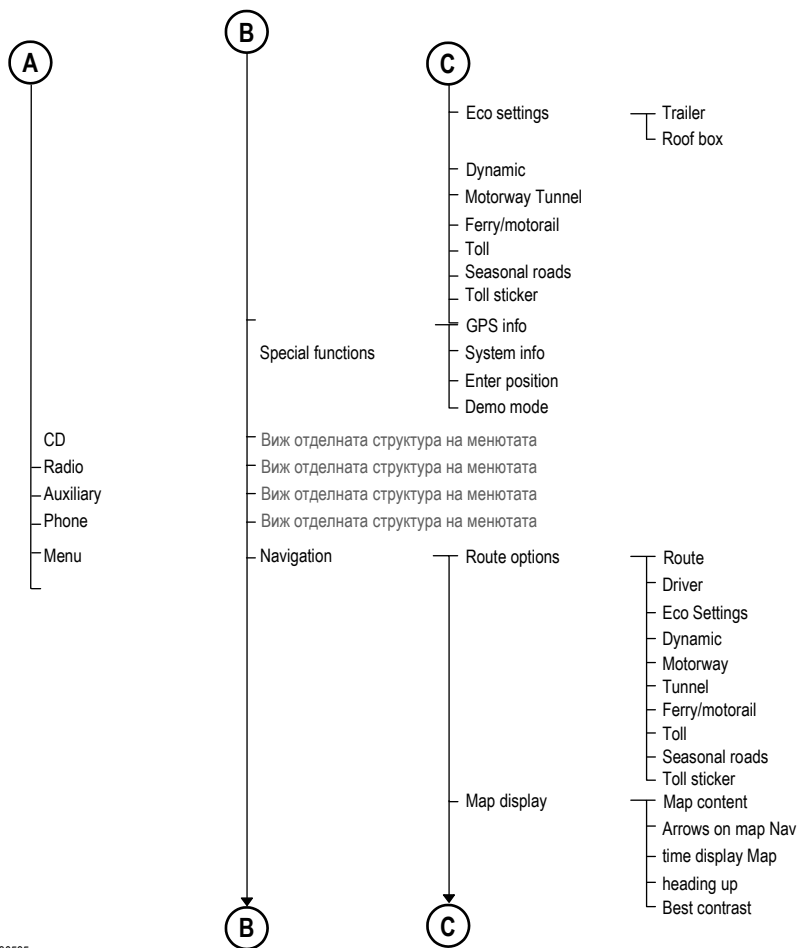 B
A
C
Eco settings
Trailer
Roof box
Dynamic
Motorway Tunnel
Ferry/motorail
Toll
Seasonal roads
Toll sticker
GPS info
Special functions
System info
Enter position
Demo mode
CD
Виж отделната структура на менютата
Radio
Виж отделната структура на менютата
Auxiliary
Виж отделната структура на менютата
Phone
Виж отделната структура на менютата
Menu
Navigation
Route options
Route
Driver
Eco Settings
Dynamic
Motorway
Tunnel
Ferry/motorail
Toll
Seasonal roads
Toll sticker
Map display
Map content
Arrows on map Nav
time display Map
heading up
Best contrast
B
C